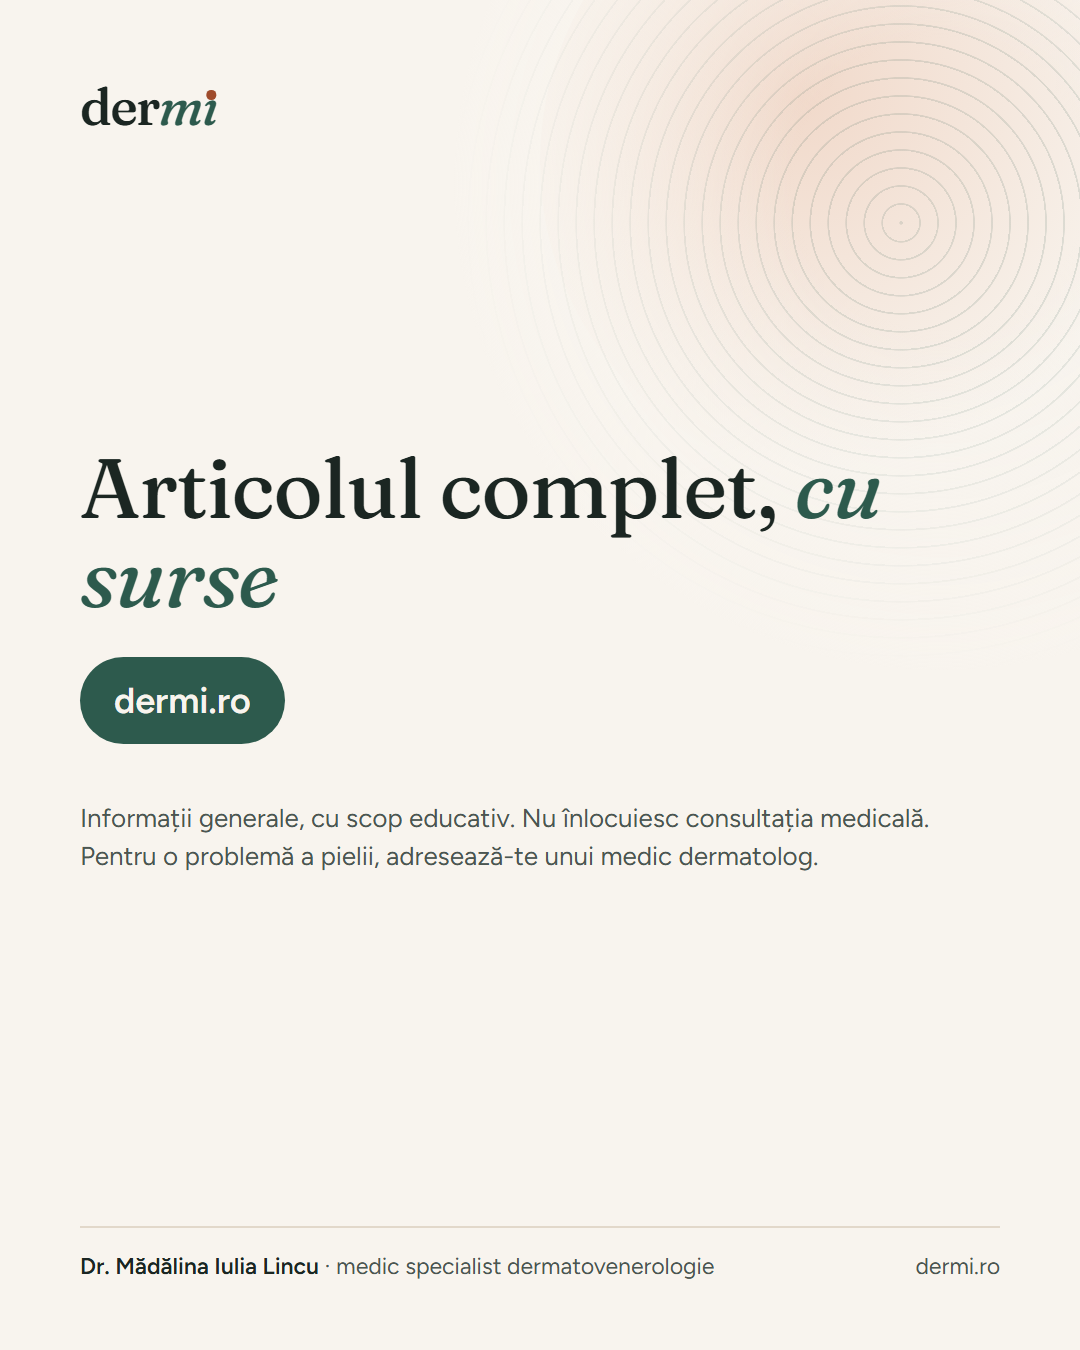 dermi
Articolul complet, cu
surse
dermi.ro
Informații generale, cu scop educativ. Nu înlocuiesc consultația medicală.
Pentru o problemă a pielii, adresează-te unui medic dermatolog.
Dr. Mădălina Iulia Lincu · medic specialist dermatovenerologie dermi.ro